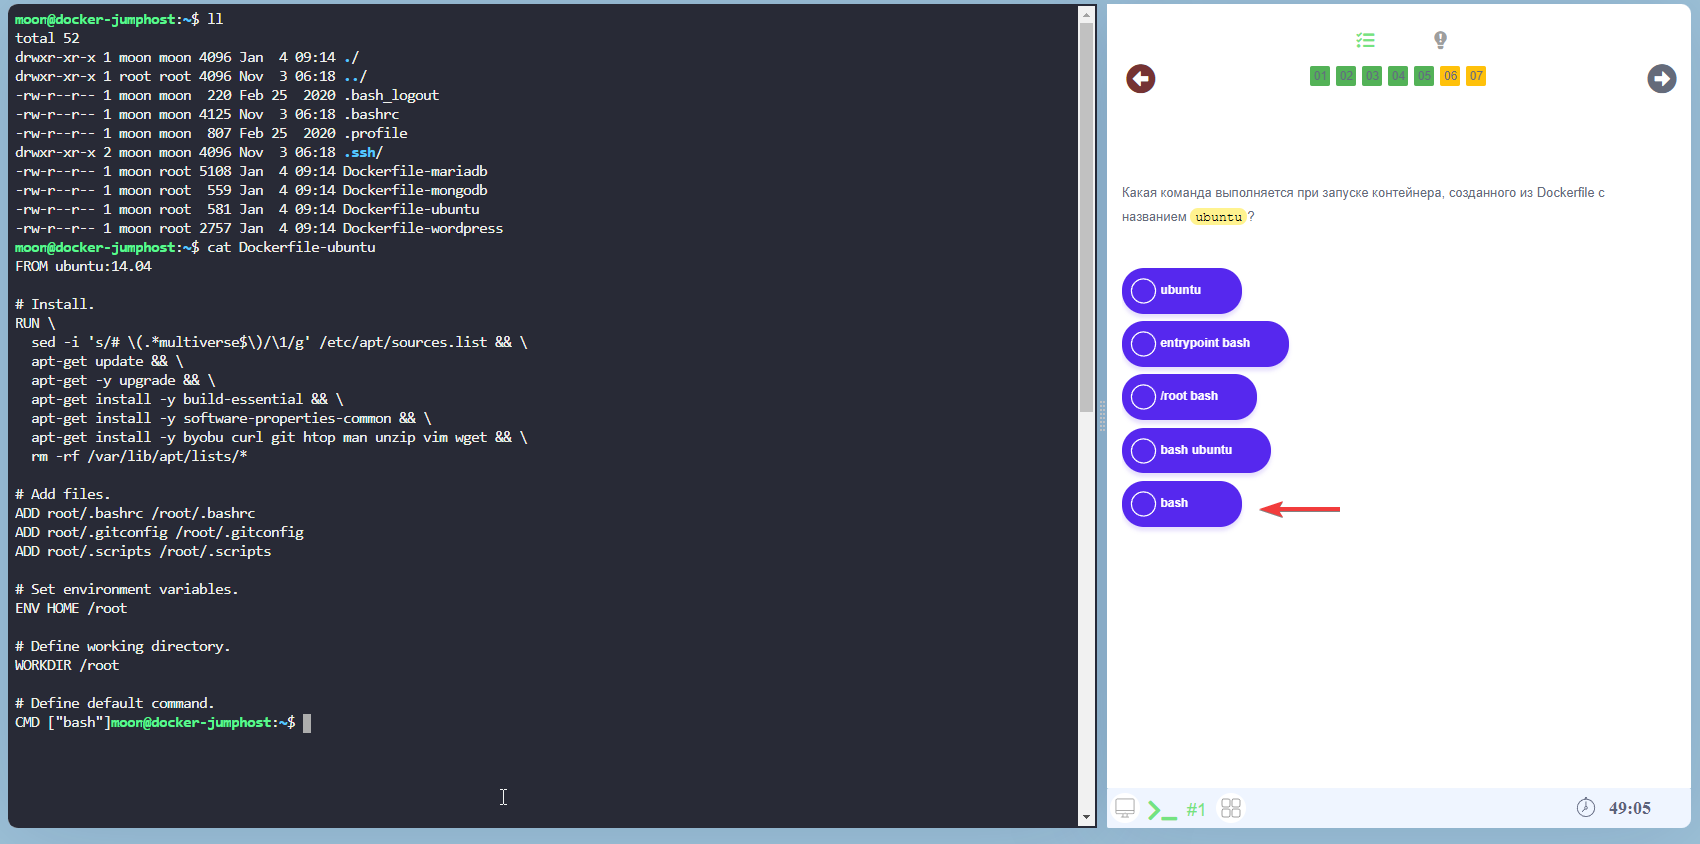 moon@docker-jumphost:~$ ll
total 52
drwxr-xr-x 1 moon moon 4096 Jan  4 09:14 ./
drwxr-xr-x 1 root root 4096 Nov  3 06:18 ../
-rw-r--r-- 1 moon moon  220 Feb 25  2020 .bash_logout
-rw-r--r-- 1 moon moon 4125 Nov  3 06:18 .bashrc
-rw-r--r-- 1 moon moon  807 Feb 25  2020 .profile
drwxr-xr-x 2 moon moon 4096 Nov  3 06:18 .ssh/
-rw-r--r-- 1 moon root 5108 Jan  4 09:14 Dockerfile-mariadb
-rw-r--r-- 1 moon root  559 Jan  4 09:14 Dockerfile-mongodb
-rw-r--r-- 1 moon root  581 Jan  4 09:14 Dockerfile-ubuntu
-rw-r--r-- 1 moon root 2757 Jan  4 09:14 Dockerfile-wordpress
moon@docker-jumphost:~$ cat Dockerfile-ubuntu
FROM ubuntu:14.04

# Install.
RUN \
  sed -i 's/# \(.*multiverse$\)/\1/g' /etc/apt/sources.list && \
  apt-get update && \
  apt-get -y upgrade && \
  apt-get install -y build-essential && \
  apt-get install -y software-properties-common && \
  apt-get install -y byobu curl git htop man unzip vim wget && \
  rm -rf /var/lib/apt/lists/*

# Add files.
ADD root/.bashrc /root/.bashrc
ADD root/.gitconfig /root/.gitconfig
ADD root/.scripts /root/.scripts

# Set environment variables.
ENV HOME /root

# Define working directory.
WORKDIR /root

# Define default command.
CMD ["bash"]moon@docker-jumphost:~$
01 02 03 04 05 06 07
Какая команда выполняется при запуске контейнера, созданного из Dockerfile с
названием ubuntu?
ubuntu
entrypoint bash
/root bash
bash ubuntu
bash
#1
49:05